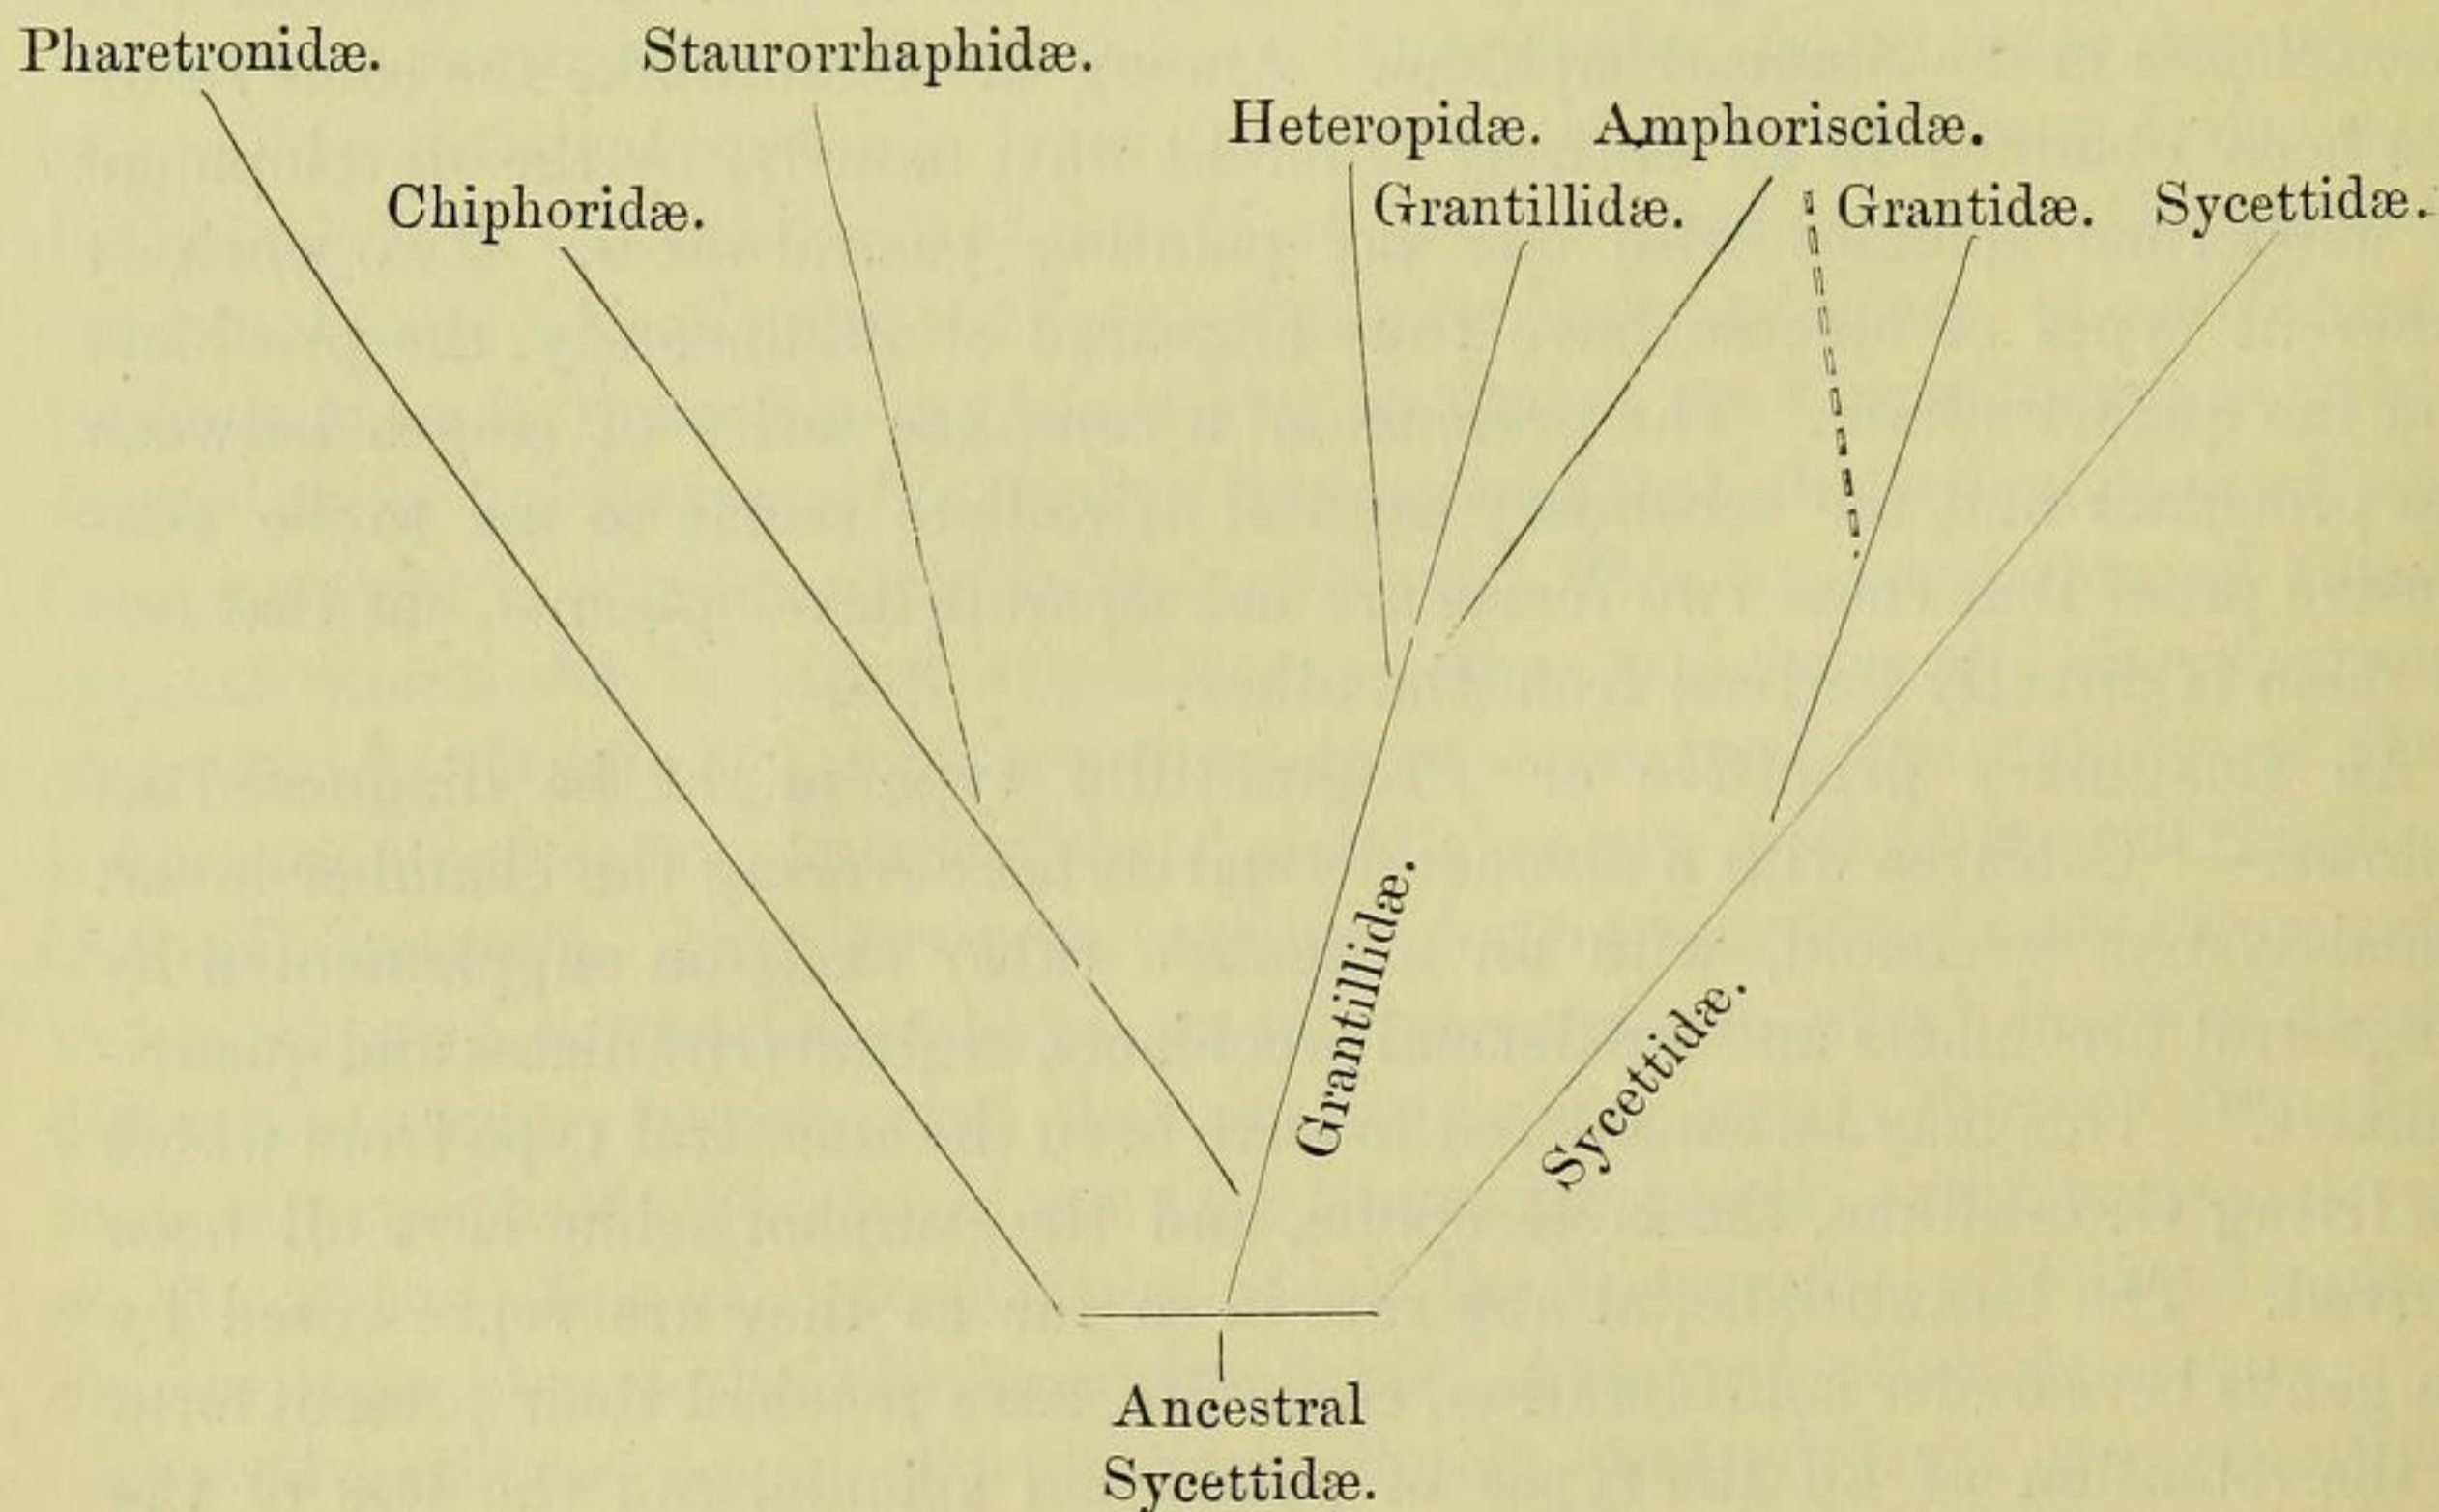 Pharetronidæ. Staurorrhaphidæ.
Heteropidæ. Amphoriscidæ.
Chiphoridæ. Grantillidæ. Grantidæ. Sycettidæ.
Grantillidæ.
Sycettidæ.
Ancestral
Sycettidæ.